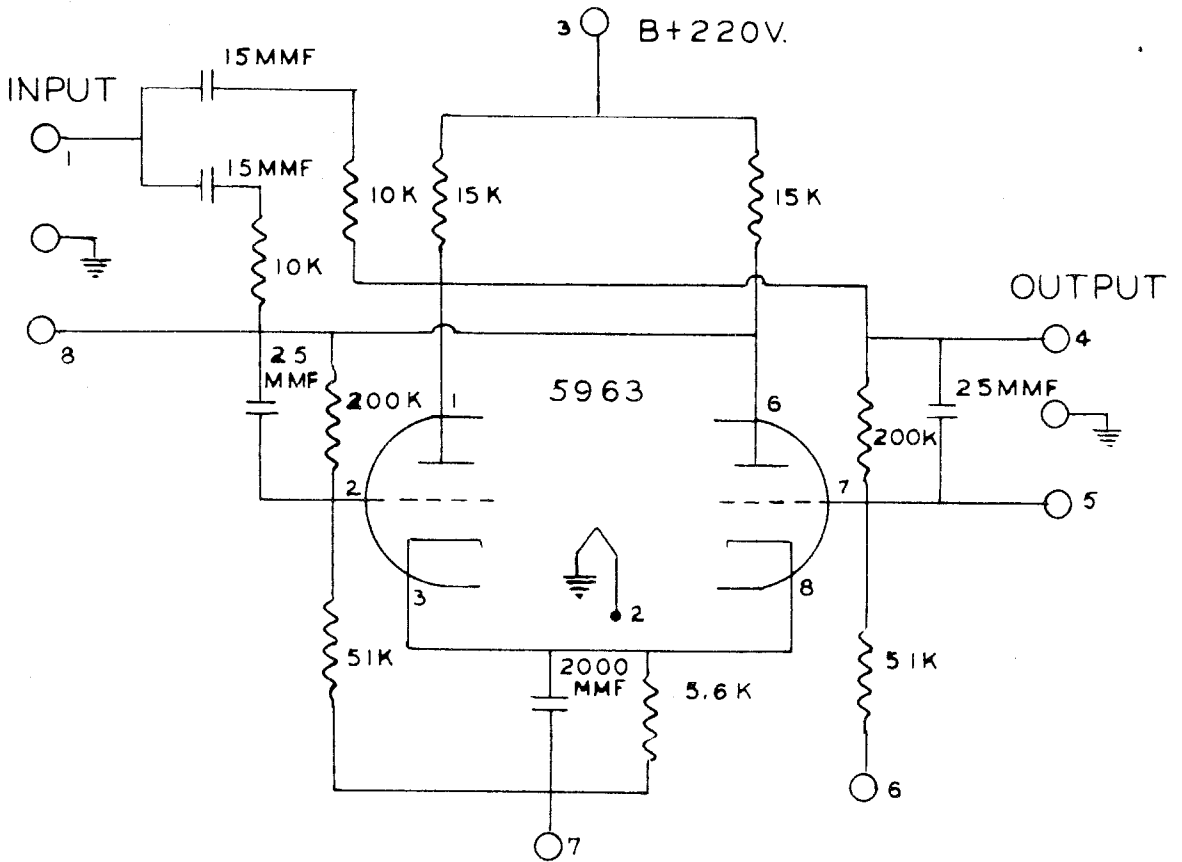 3 B+220V.
15MMF
INPUT
1
15MMF
10K
15K
15K
10K
OUTPUT
8
4
25
MMF
200K
1
5963
6
25MMF
200K
2
7
5
3
2
8
51K
2000
MMF
5.6K
51K
6
7